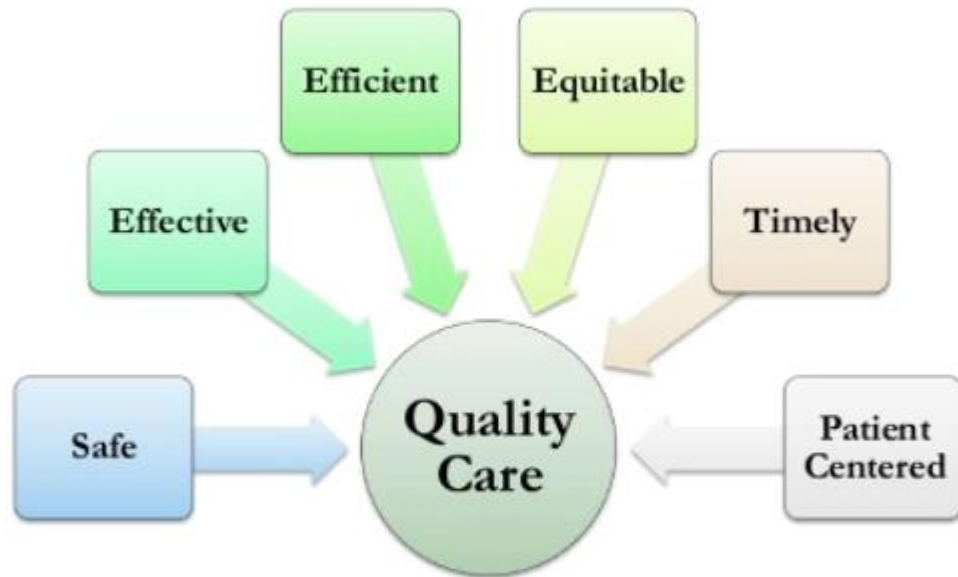 Efficient
Equitable
Effective
Timely
Safe
Quality
Care
Patient
Centered